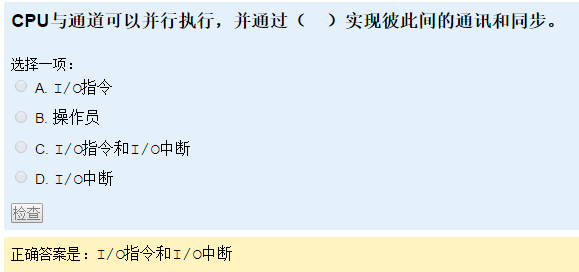 CPU与通道可以并行执行，并通过（ ）实现彼此间的通讯和同步。
选择一项：
A. I/O指令
B. 操作员
C. I/O指令和I/O中断
D. I/O中断
检查
正确答案是：I/O指令和I/O中断